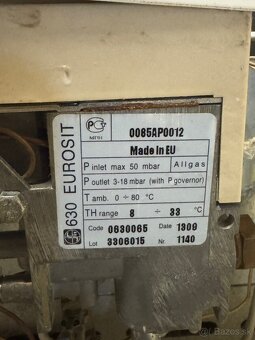 630 EUROSIT
0085AP0012
Made in EU
P inlet max 50 mbar Allgas
P outlet 3-18 mbar (with P governor)
T amb. 0 ÷ 80 °C
TH range 8 ÷ 33 °C
Code 0630065 Date 1309
Lot 3306015 Nr. 1140
bazos.sk